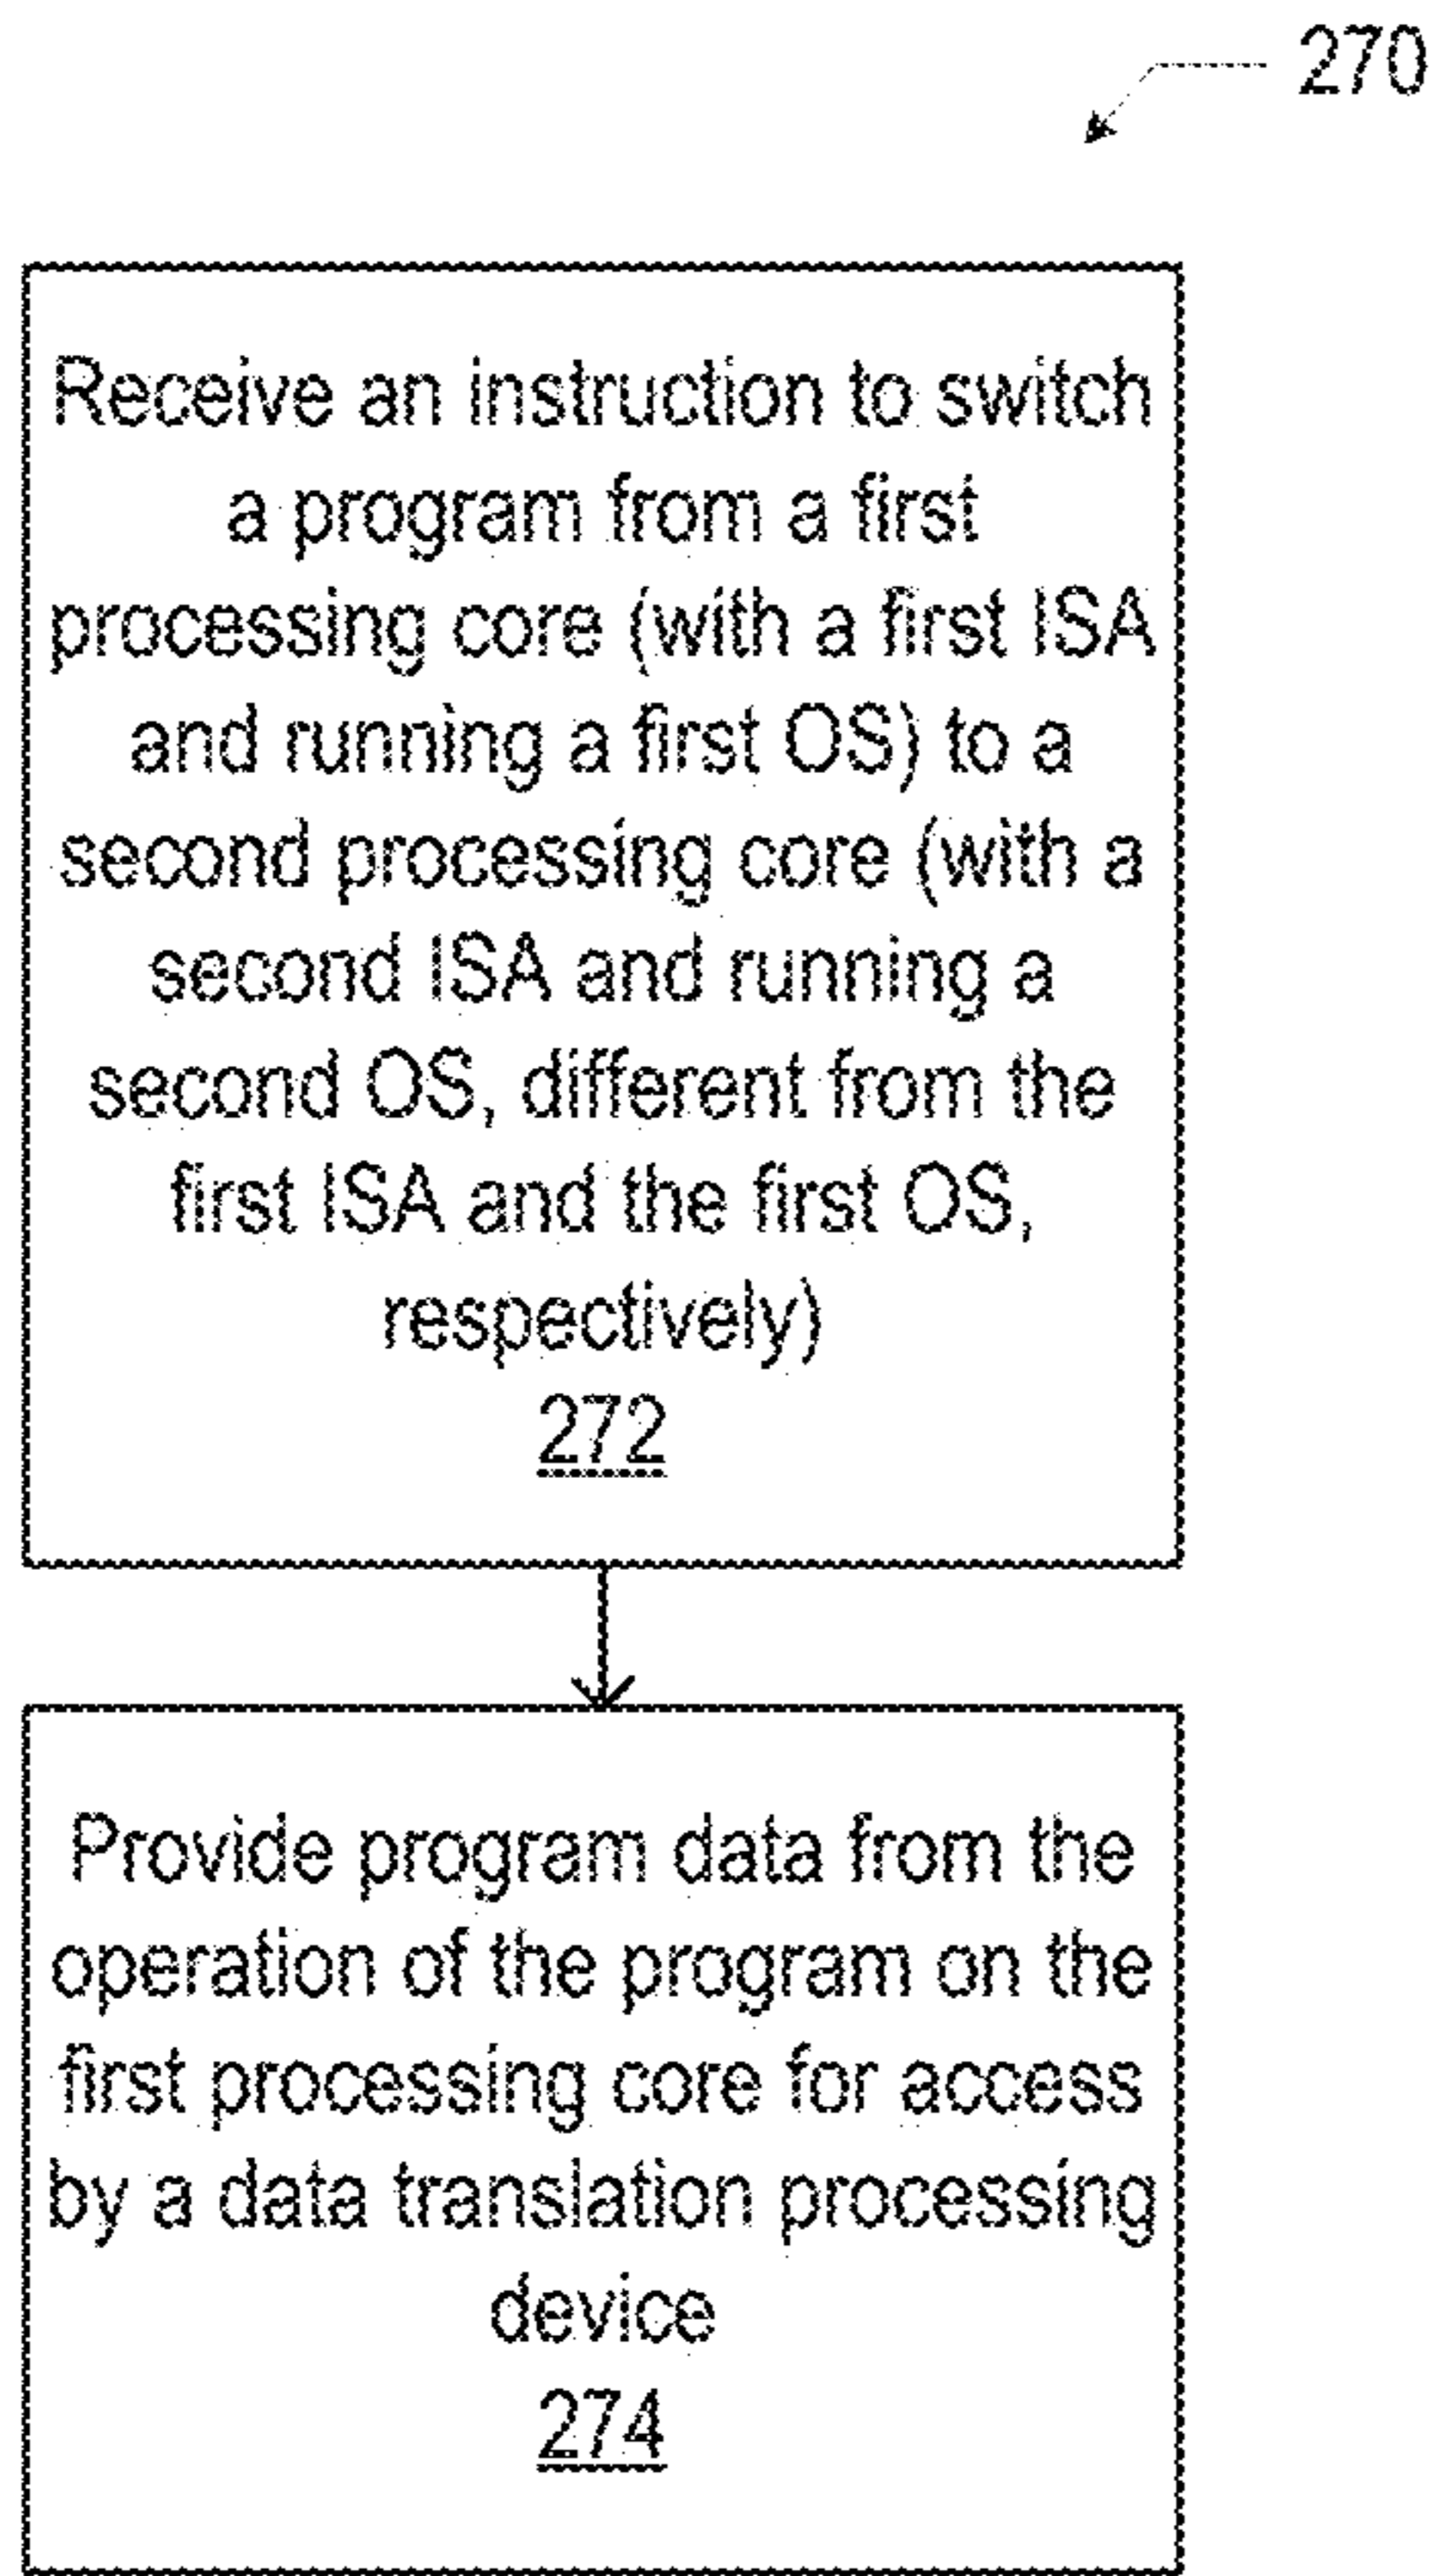 270
Receive an instruction to switch
a program from a first
processing core (with a first ISA
and running a first OS) to a
second processing core (with a
second ISA and running a
second OS, different from the
first ISA and the first OS,
respectively)
272
Provide program data from the
operation of the program on the
first processing core for access
by a data translation processing
device
274